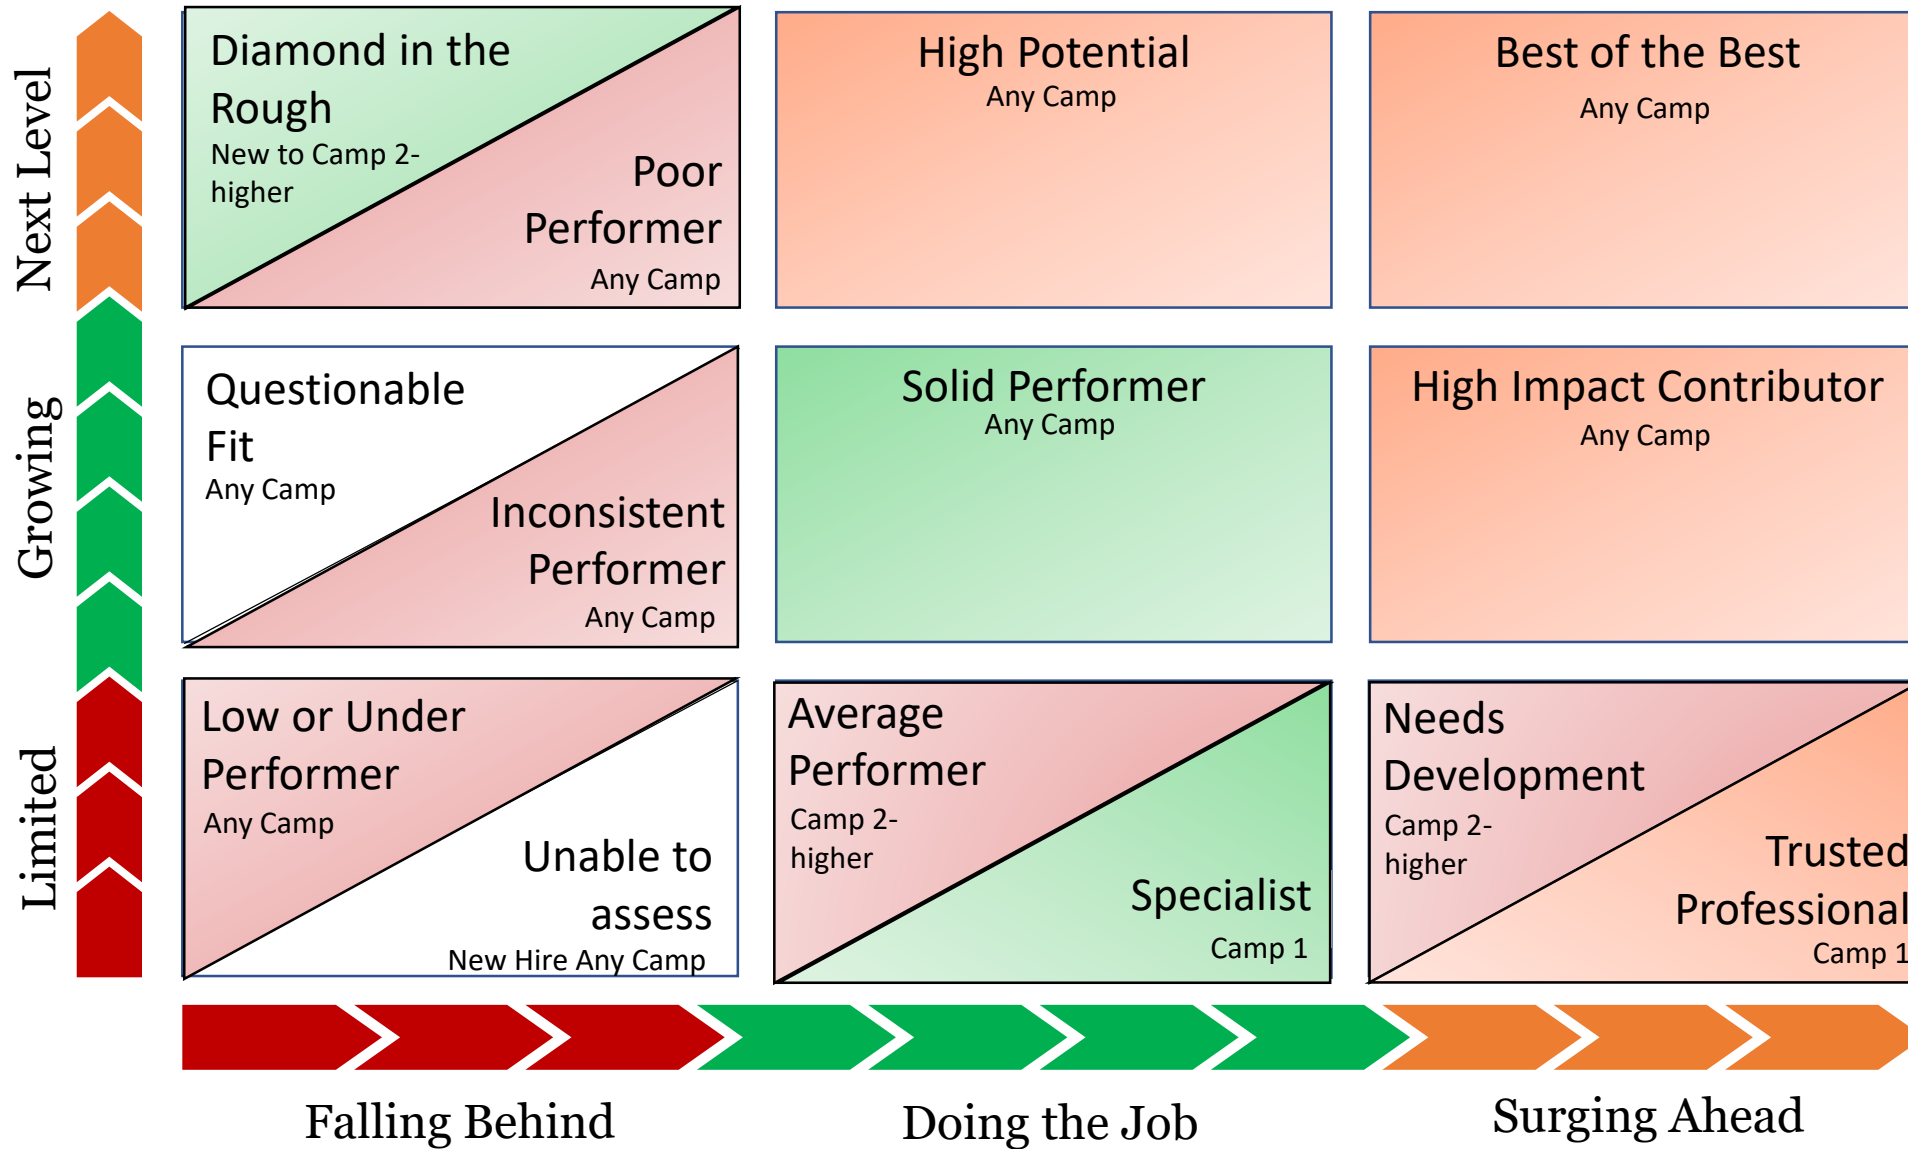 Next Level
Diamond in the
Rough
New to Camp 2-
higher
Poor
Performer
Any Camp
High Potential
Any Camp
Best of the Best
Any Camp
Growing
Questionable
Fit
Any Camp
Inconsistent
Performer
Any Camp
Solid Performer
Any Camp
High Impact Contributor
Any Camp
Limited
Low or Under
Performer
Any Camp
Unable to
assess
New Hire Any Camp
Average
Performer
Camp 2-
higher
Specialist
Camp 1
Needs
Development
Camp 2-
higher
Trusted
Professional
Camp 1
Falling Behind
Doing the Job
Surging Ahead